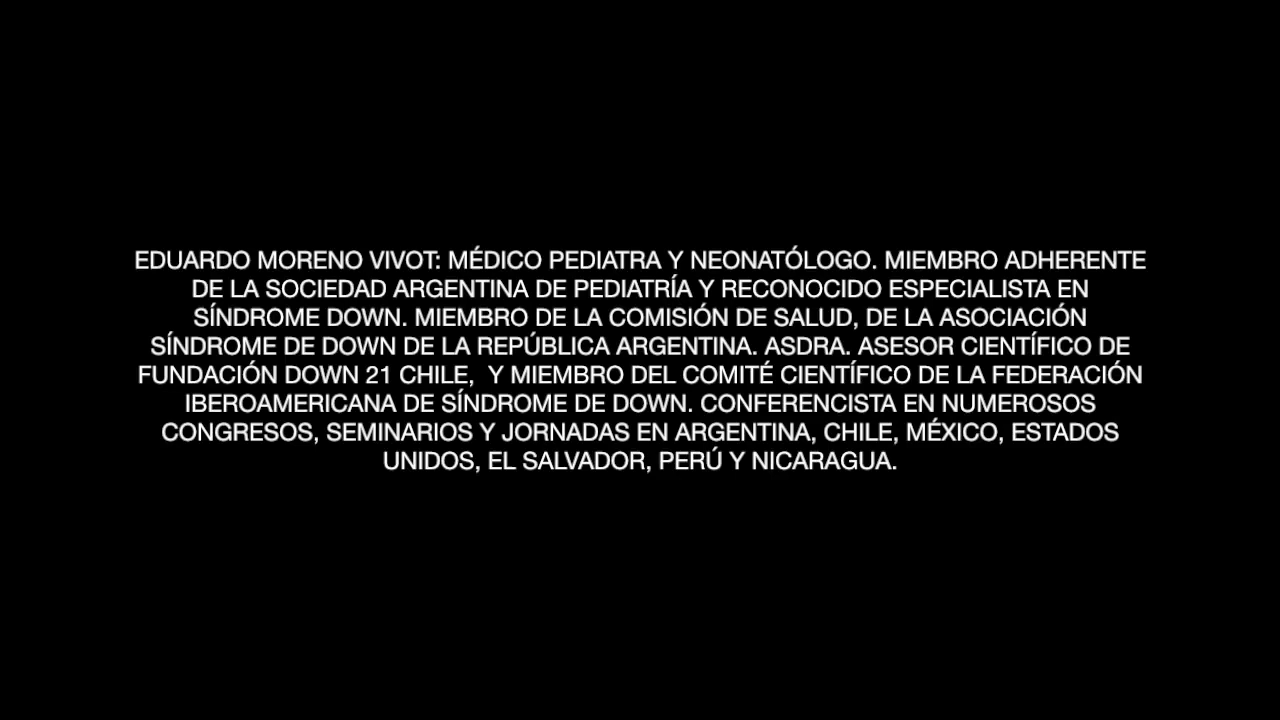 EDUARDO MORENO VIVOT: MÉDICO PEDIATRA Y NEONATÓLOGO. MIEMBRO ADHERENTE
DE LA SOCIEDAD ARGENTINA DE PEDIATRÍA Y RECONOCIDO ESPECIALISTA EN
SÍNDROME DOWN. MIEMBRO DE LA COMISIÓN DE SALUD, DE LA ASOCIACIÓN
SÍNDROME DE DOWN DE LA REPÚBLICA ARGENTINA. ASDRA. ASESOR CIENTÍFICO DE
FUNDACIÓN DOWN 21 CHILE,  Y MIEMBRO DEL COMITÉ CIENTÍFICO DE LA FEDERACIÓN
IBEROAMERICANA DE SÍNDROME DE DOWN. CONFERENCISTA EN NUMEROSOS
CONGRESOS, SEMINARIOS Y JORNADAS EN ARGENTINA, CHILE, MÉXICO, ESTADOS
UNIDOS, EL SALVADOR, PERÚ Y NICARAGUA.